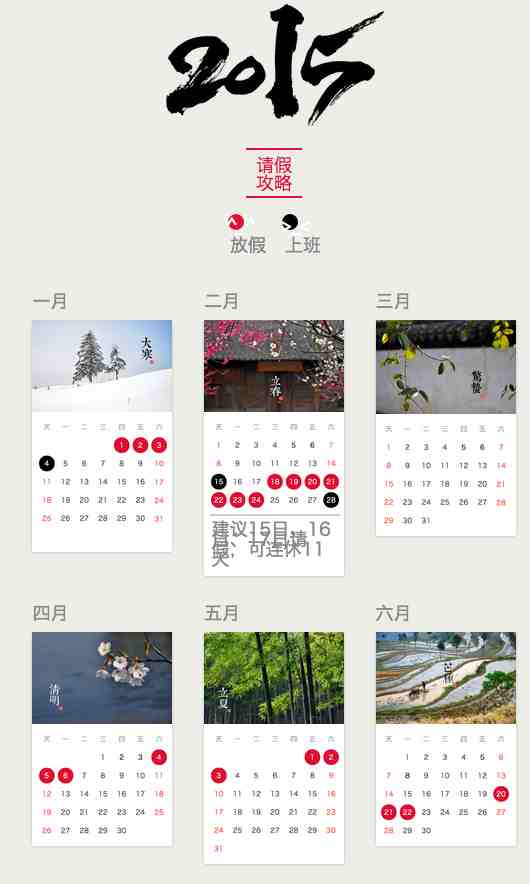 2015
请假
攻略
放假 上班
一月 二月 三月
大寒
立春
驚蟄
天 一 二 三 四 五 六
1 2 3
4 5 6 7 8 9 10
11 12 13 14 15 16 17
18 19 20 21 22 23 24
25 26 27 28 29 30 31
天 一 二 三 四 五 六
1 2 3 4 5 6 7
8 9 10 11 12 13 14
15 16 17 18 19 20 21
22 23 24 25 26 27 28
建议15日、16
日、17日请
假，可连休11
天
天 一 二 三 四 五 六
1 2 3 4 5 6 7
8 9 10 11 12 13 14
15 16 17 18 19 20 21
22 23 24 25 26 27 28
29 30 31
四月 五月 六月
清明
立夏
芒種
天 一 二 三 四 五 六
1 2 3 4
5 6 7 8 9 10 11
12 13 14 15 16 17 18
19 20 21 22 23 24 25
26 27 28 29 30
天 一 二 三 四 五 六
1 2
3 4 5 6 7 8 9
10 11 12 13 14 15 16
17 18 19 20 21 22 23
24 25 26 27 28 29 30
31
天 一 二 三 四 五 六
1 2 3 4 5 6
7 8 9 10 11 12 13
14 15 16 17 18 19 20
21 22 23 24 25 26 27
28 29 30